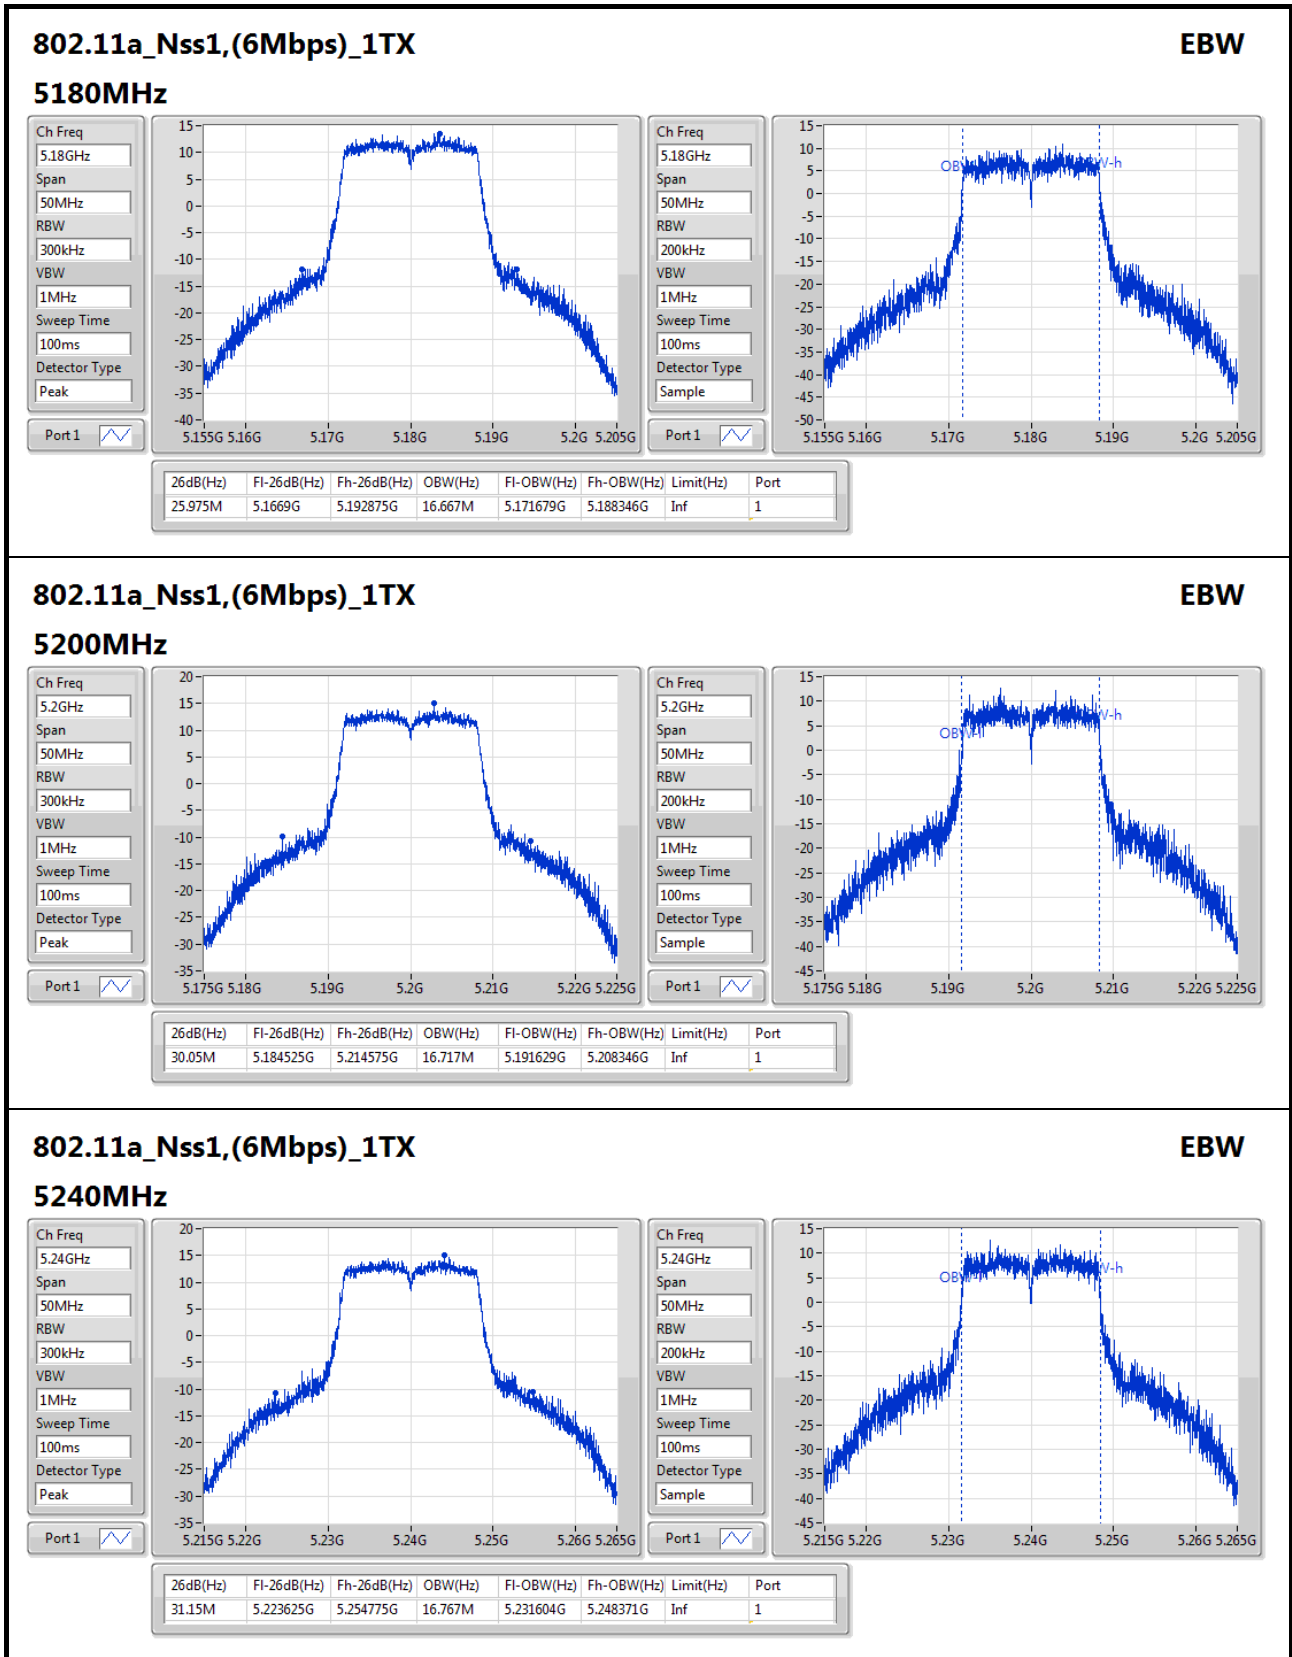 802.11a_Nss1,(6Mbps)_1TX EBW
5180MHz
Ch Freq
5.18GHz
Span
50MHz
RBW
300kHz
VBW
1MHz
Sweep Time
100ms
Detector Type
Peak
Port 1
15
10
5
0
-5
-10
-15
-20
-25
-30
-35
-40
5.155G 5.16G 5.17G 5.18G 5.19G 5.2G 5.205G
Ch Freq
5.18GHz
Span
50MHz
RBW
200kHz
VBW
1MHz
Sweep Time
100ms
Detector Type
Sample
Port 1
15
10
5
0
-5
-10
-15
-20
-25
-30
-35
-40
-45
-50
5.155G 5.16G 5.17G 5.18G 5.19G 5.2G 5.205G
26dB(Hz) Fl-26dB(Hz) Fh-26dB(Hz) OBW(Hz) Fl-OBW(Hz) Fh-OBW(Hz) Limit(Hz) Port
25.975M 5.1669G 5.192875G 16.667M 5.171679G 5.188346G Inf 1
802.11a_Nss1,(6Mbps)_1TX EBW
5200MHz
Ch Freq
5.2GHz
Span
50MHz
RBW
300kHz
VBW
1MHz
Sweep Time
100ms
Detector Type
Peak
Port 1
20
15
10
5
0
-5
-10
-15
-20
-25
-30
-35
5.175G 5.18G 5.19G 5.2G 5.21G 5.22G 5.225G
Ch Freq
5.2GHz
Span
50MHz
RBW
200kHz
VBW
1MHz
Sweep Time
100ms
Detector Type
Sample
Port 1
15
10
5
0
-5
-10
-15
-20
-25
-30
-35
-40
-45
5.175G 5.18G 5.19G 5.2G 5.21G 5.22G 5.225G
26dB(Hz) Fl-26dB(Hz) Fh-26dB(Hz) OBW(Hz) Fl-OBW(Hz) Fh-OBW(Hz) Limit(Hz) Port
30.05M 5.184525G 5.214575G 16.717M 5.191629G 5.208346G Inf 1
802.11a_Nss1,(6Mbps)_1TX EBW
5240MHz
Ch Freq
5.24GHz
Span
50MHz
RBW
300kHz
VBW
1MHz
Sweep Time
100ms
Detector Type
Peak
Port 1
20
15
10
5
0
-5
-10
-15
-20
-25
-30
-35
5.215G 5.22G 5.23G 5.24G 5.25G 5.26G 5.265G
Ch Freq
5.24GHz
Span
50MHz
RBW
200kHz
VBW
1MHz
Sweep Time
100ms
Detector Type
Sample
Port 1
15
10
5
0
-5
-10
-15
-20
-25
-30
-35
-40
-45
5.215G 5.22G 5.23G 5.24G 5.25G 5.26G 5.265G
26dB(Hz) Fl-26dB(Hz) Fh-26dB(Hz) OBW(Hz) Fl-OBW(Hz) Fh-OBW(Hz) Limit(Hz) Port
31.15M 5.223625G 5.254775G 16.767M 5.231604G 5.248371G Inf 1